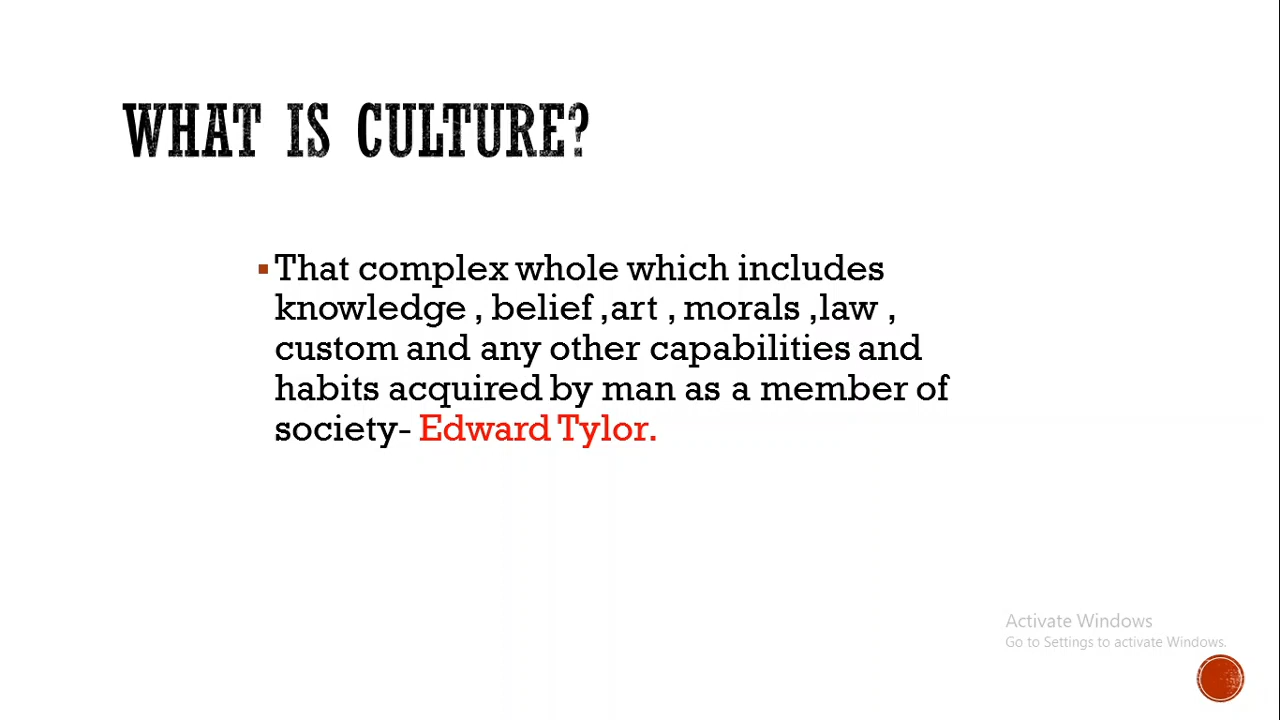 WHAT IS CULTURE?
▪That complex whole which includes
knowledge , belief ,art , morals ,law ,
custom and any other capabilities and
habits acquired by man as a member of
society- Edward Tylor.
Activate Windows
Go to Settings to activate Windows.